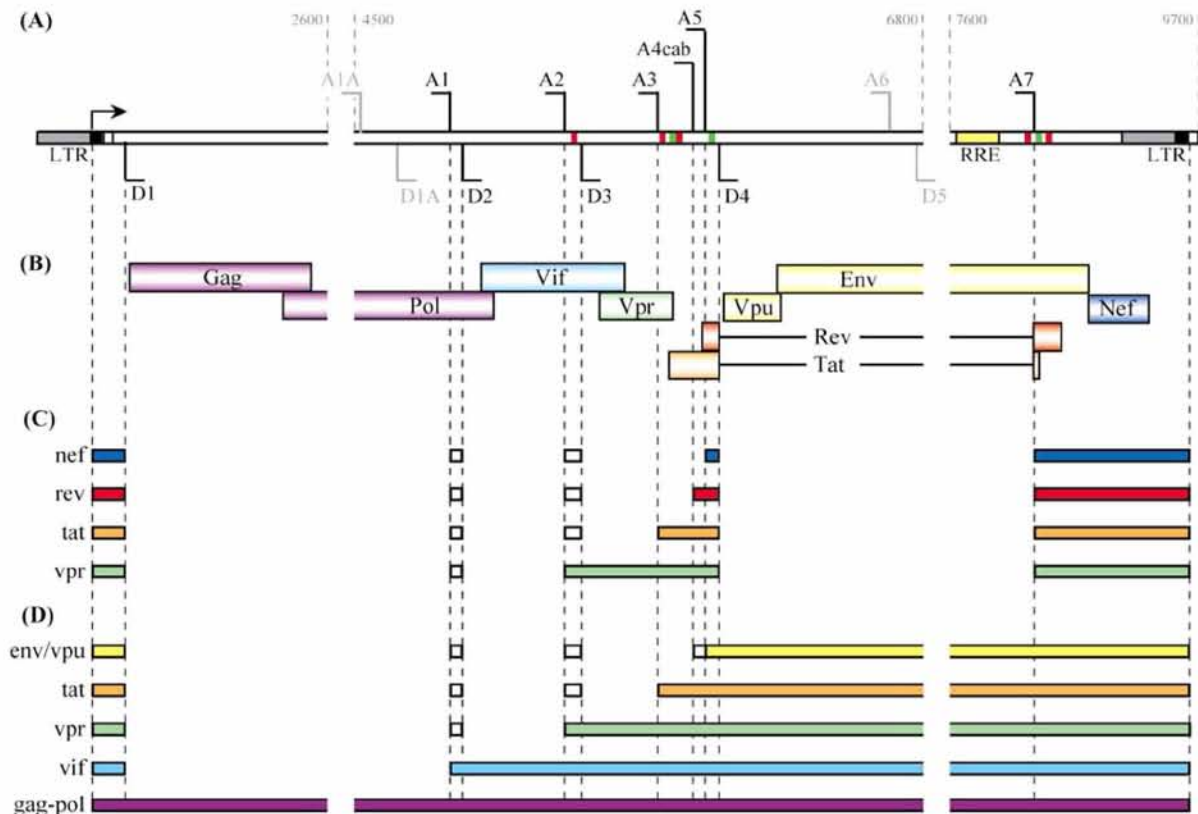 (A)
2600
4500
6800
7600
9700
A5
A4cab
A1A
A1
A2
A3
A6
A7
LTR
RRE
LTR
D1
D1A
D2
D3
D4
D5
(B)
Gag
Vif
Env
Pol
Vpr
Vpu
Nef
Rev
Tat
(C)
nef
rev
tat
vpr
(D)
env/vpu
tat
vpr
vif
gag-pol